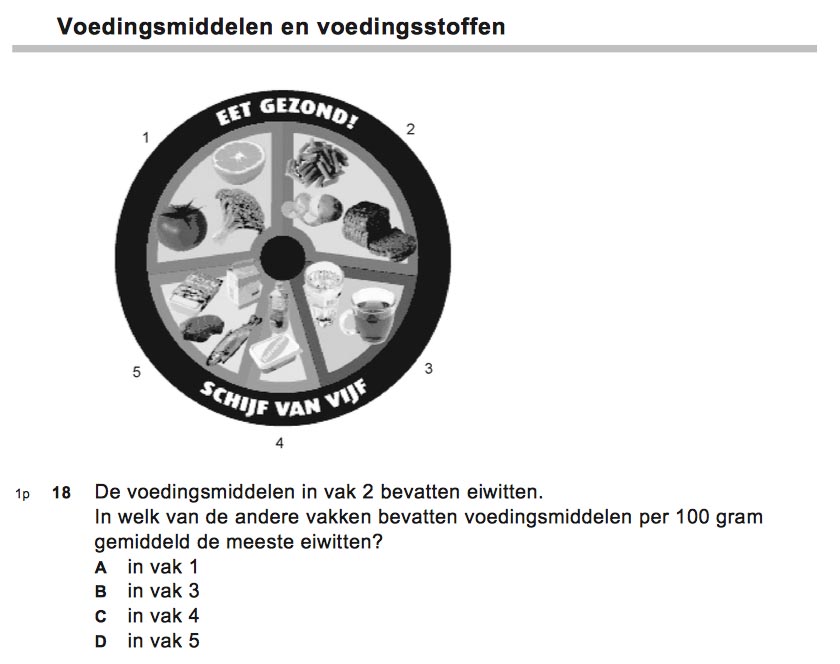 Voedingsmiddelen en voedingsstoffen
EET GEZOND!
1
2
5
3
SCHIJF VAN VIJF
4
1p 18 De voedingsmiddelen in vak 2 bevatten eiwitten.
In welk van de andere vakken bevatten voedingsmiddelen per 100 gram
gemiddeld de meeste eiwitten?
A in vak 1
B in vak 3
C in vak 4
D in vak 5